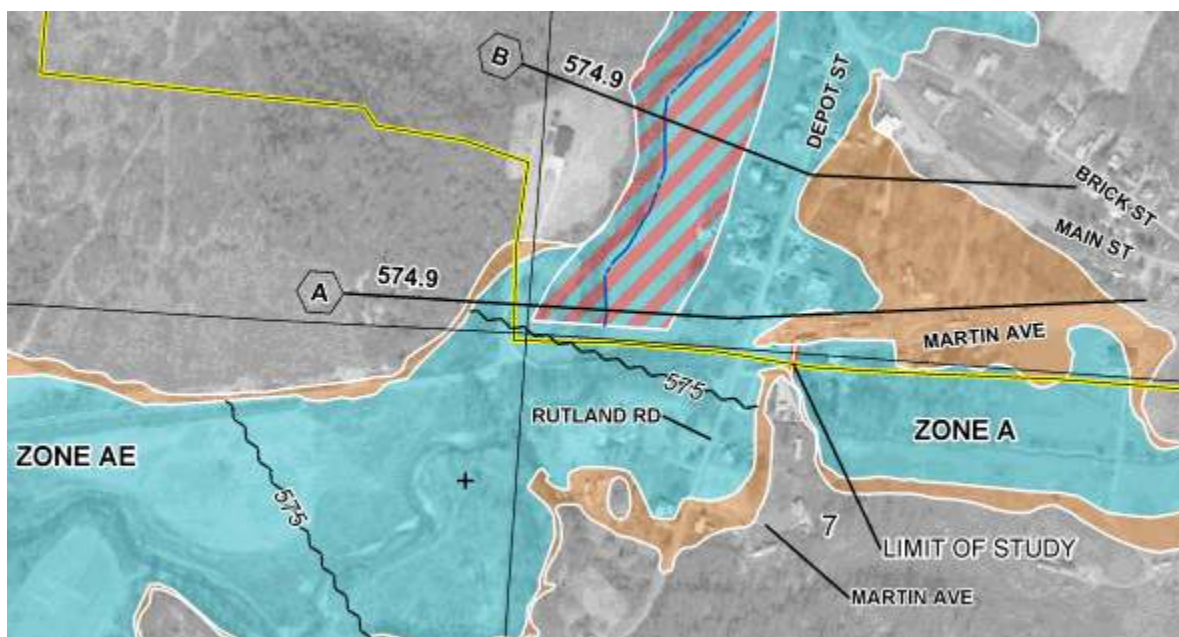 B
574.9
DEPOT ST
BRICK ST
MAIN ST
A
574.9
MARTIN AVE
575
RUTLAND RD
ZONE A
ZONE AE
575
7
LIMIT OF STUDY
MARTIN AVE